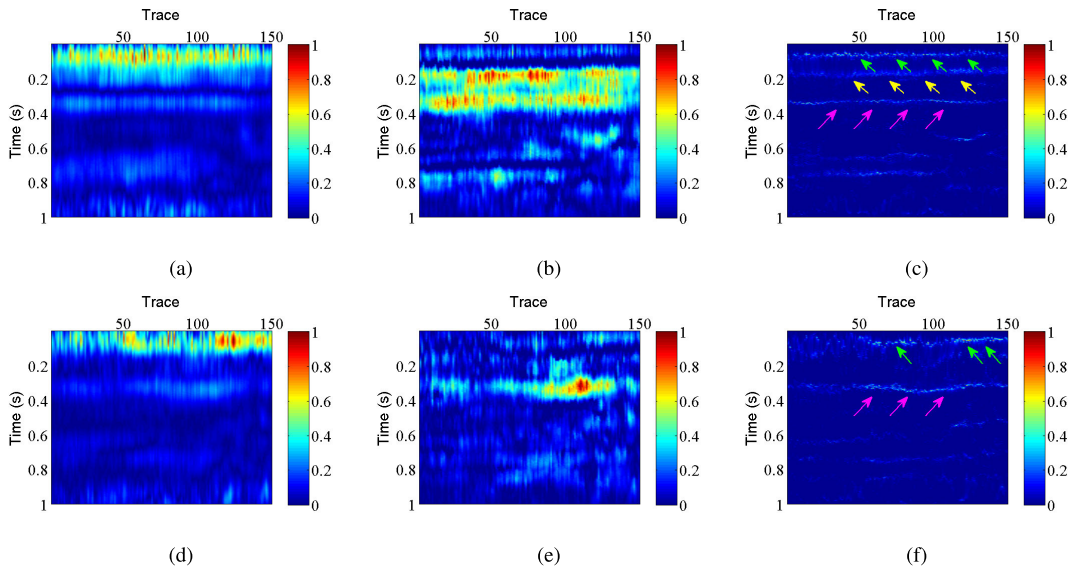 Trace Trace Trace
50 100 150 50 100 150 50 100 150
1 1 1
0.2 0.8 0.2 0.8 0.2 0.8
0.4 0.6 0.4 0.6 0.4 0.6
Time (s) Time (s) Time (s)
0.6 0.4 0.6 0.4 0.6 0.4
0.8 0.2 0.8 0.2 0.8 0.2
1 0 1 0 1 0
(a) (b) (c)
Trace Trace Trace
50 100 150 50 100 150 50 100 150
1 1 1
0.2 0.8 0.2 0.8 0.2 0.8
0.4 0.6 0.4 0.6 0.4 0.6
Time (s) Time (s) Time (s)
0.6 0.4 0.6 0.4 0.6 0.4
0.8 0.2 0.8 0.2 0.8 0.2
1 0 1 0 1 0
(d) (e) (f)